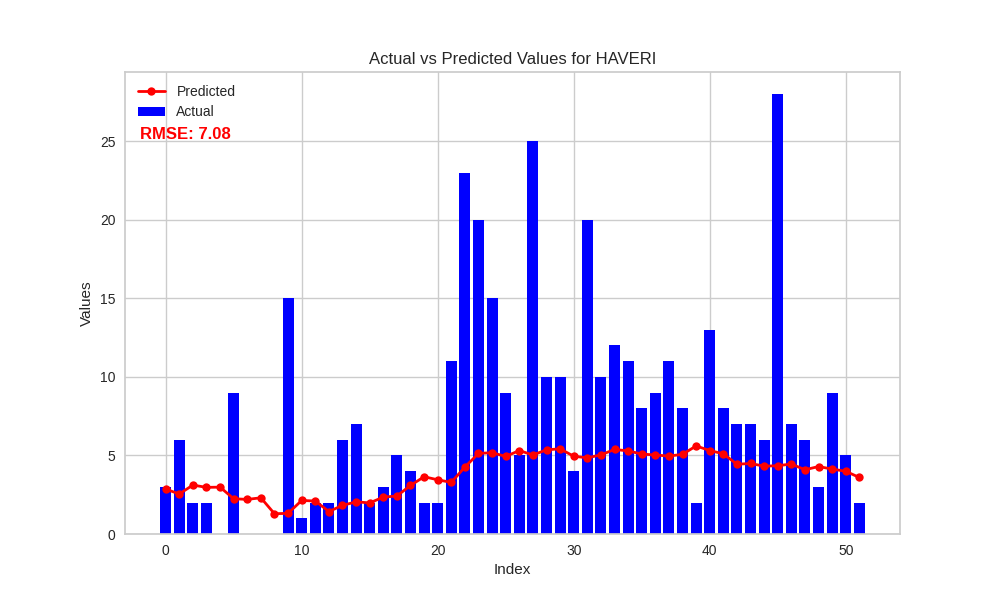 Actual vs Predicted Values for HAVERI
Predicted
Actual
RMSE: 7.08
Values
25
20
15
10
5
0
0 10 20 30 40 50
Index